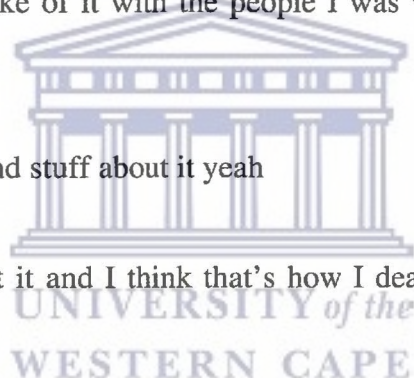 ke of it with the people I was
nd stuff about it yeah
t it and I think that's how I dea
UNIVERSITY of the
WESTERN CAPE